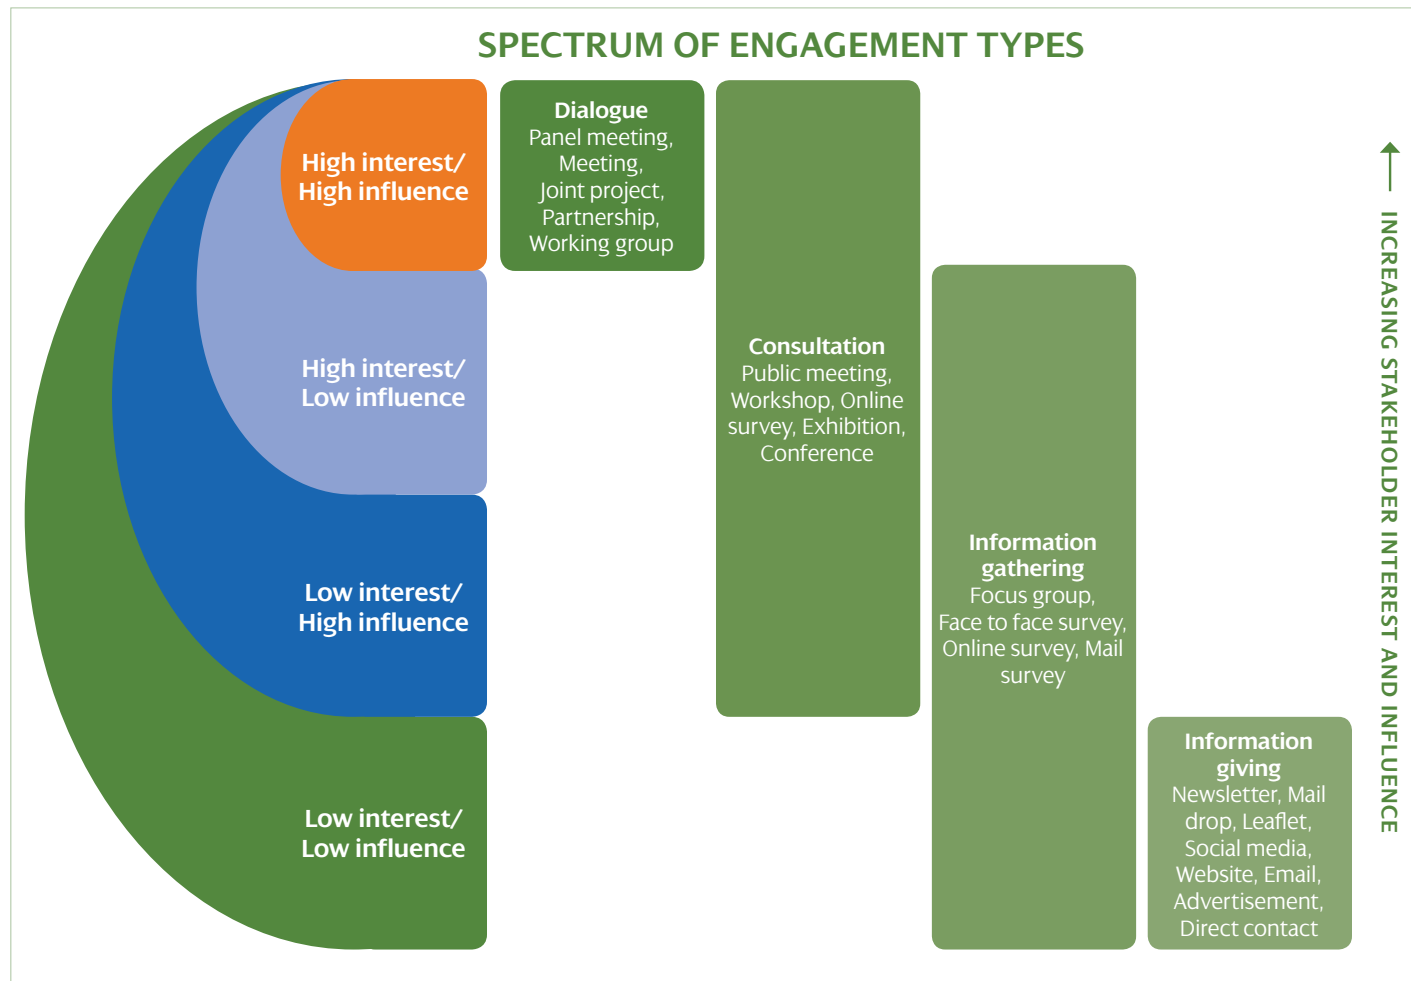 SPECTRUM OF ENGAGEMENT TYPES
High interest/
High influence
High interest/
Low influence
Low interest/
High influence
Low interest/
Low influence
Dialogue
Panel meeting,
Meeting,
Joint project,
Partnership,
Working group
Consultation
Public meeting,
Workshop, Online
survey, Exhibition,
Conference
Information
gathering
Focus group,
Face to face survey,
Online survey, Mail
survey
Information
giving
Newsletter, Mail
drop, Leaflet,
Social media,
Website, Email,
Advertisement,
Direct contact
INCREASING STAKEHOLDER INTEREST AND INFLUENCE